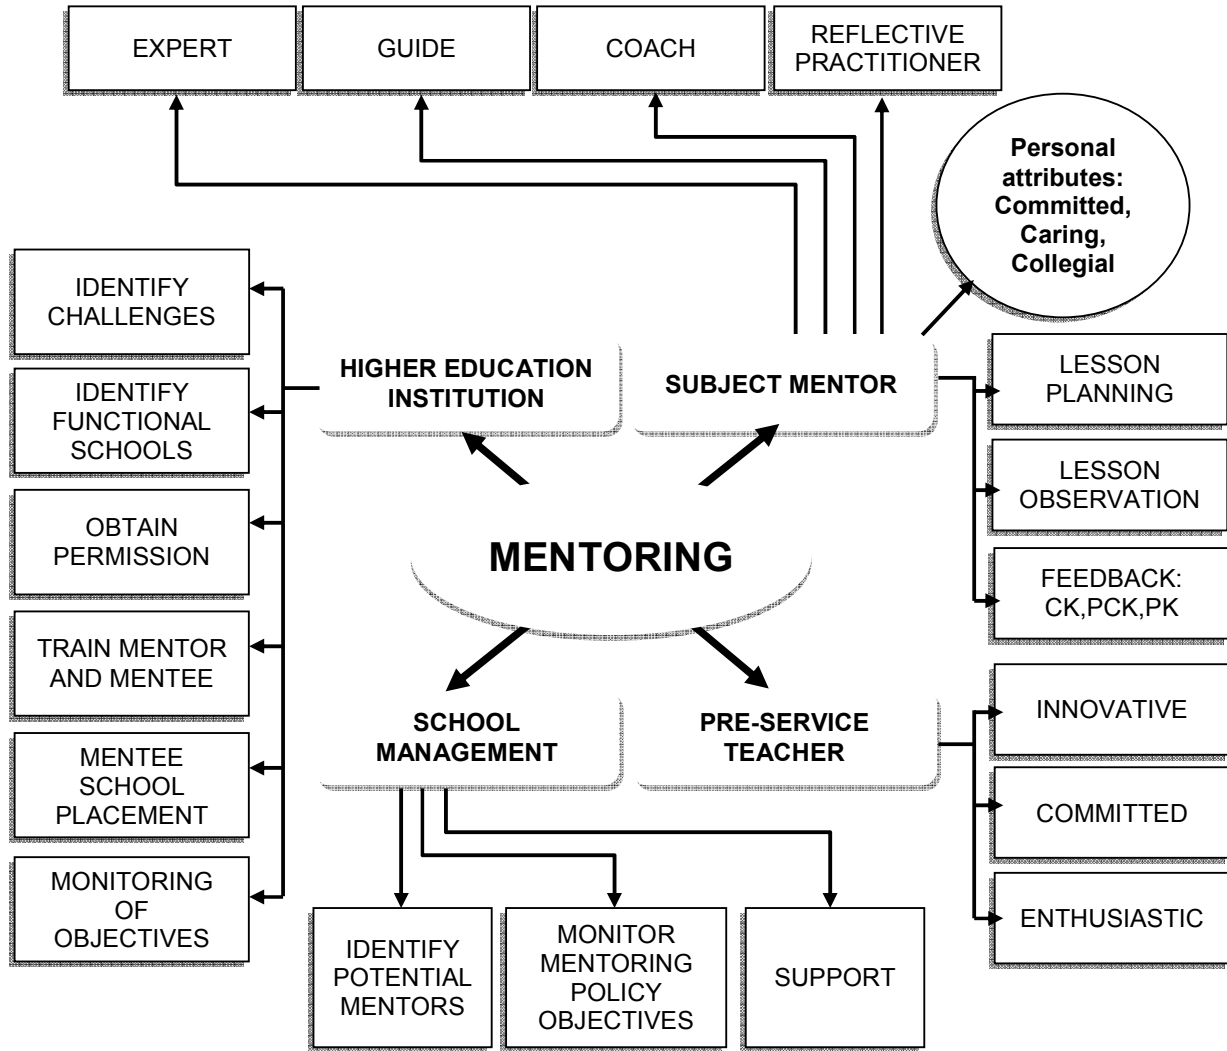 EXPERT
GUIDE
COACH
REFLECTIVE
PRACTITIONER
Personal
attributes:
Committed,
Caring,
Collegial
IDENTIFY
CHALLENGES
IDENTIFY
FUNCTIONAL
SCHOOLS
OBTAIN
PERMISSION
TRAIN MENTOR
AND MENTEE
MENTEE
SCHOOL
PLACEMENT
MONITORING
OF
OBJECTIVES
HIGHER EDUCATION
INSTITUTION
SUBJECT MENTOR
LESSON
PLANNING
LESSON
OBSERVATION
FEEDBACK:
CK,PCK,PK
MENTORING
SCHOOL
MANAGEMENT
PRE-SERVICE
TEACHER
INNOVATIVE
COMMITTED
ENTHUSIASTIC
IDENTIFY
POTENTIAL
MENTORS
MONITOR
MENTORING
POLICY
OBJECTIVES
SUPPORT